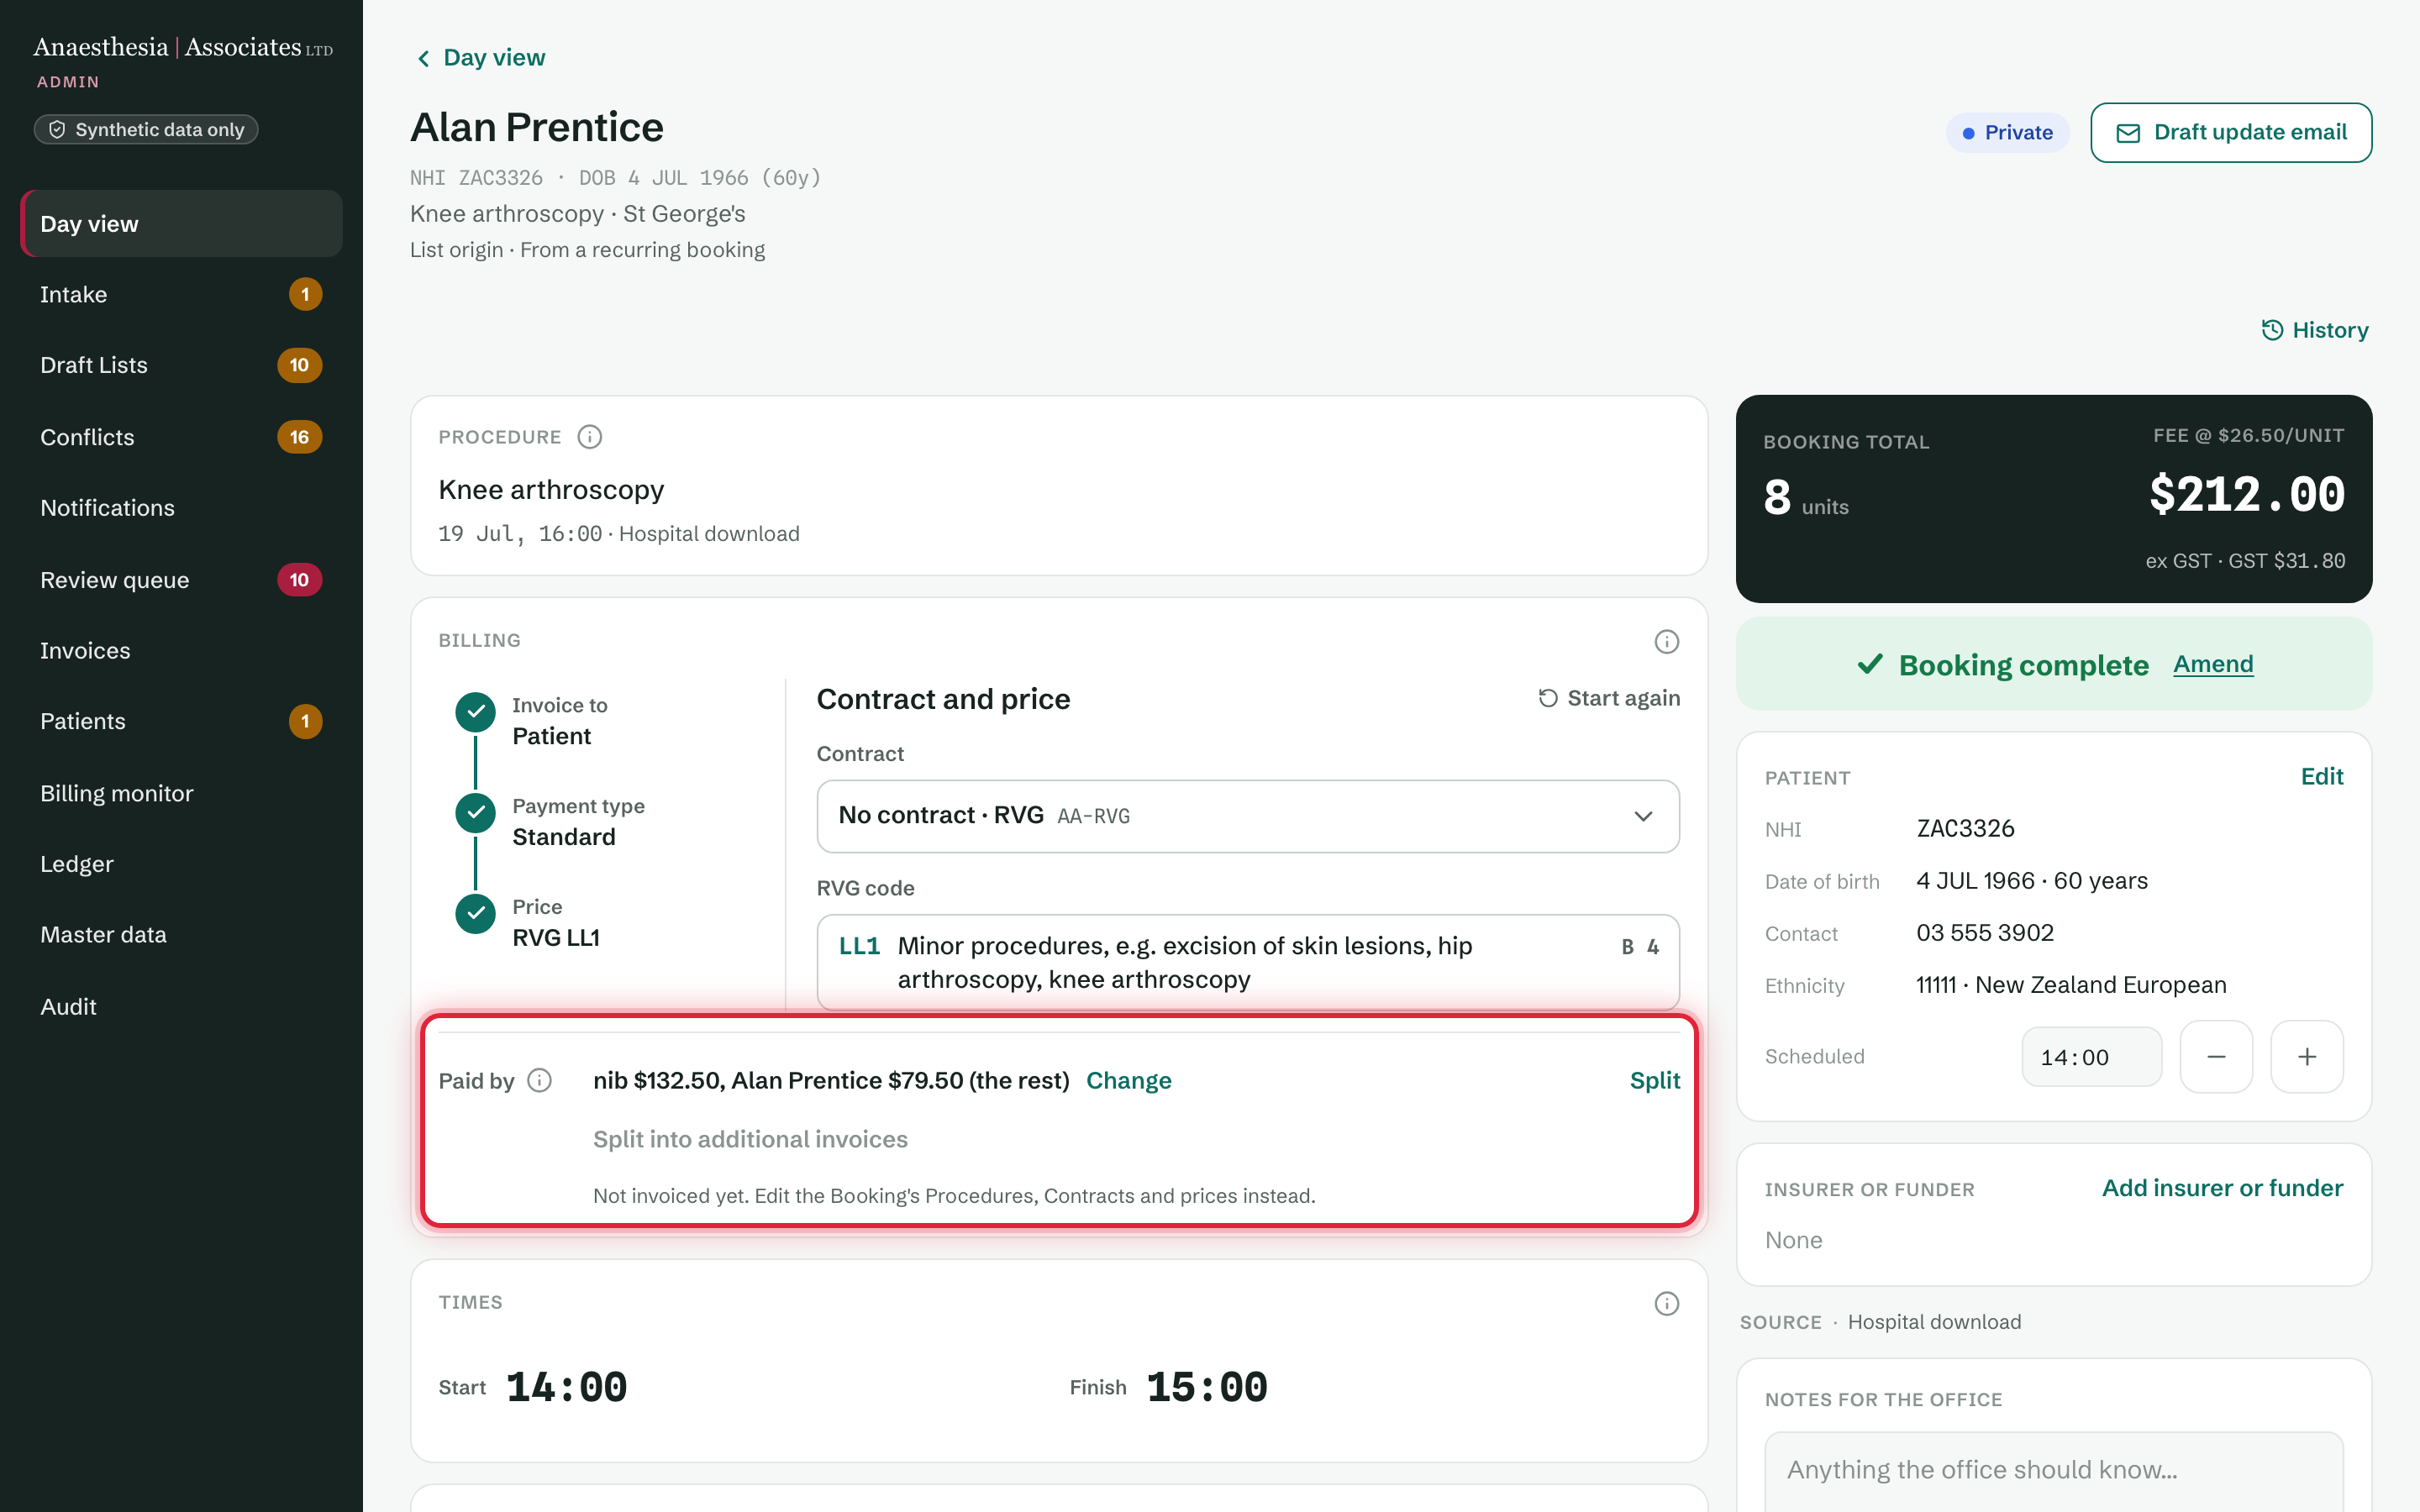 Anaesthesia | Associates LTD
ADMIN
Synthetic data only
Day view
Intake 1
Draft Lists 10
Conflicts 16
Notifications
Review queue 10
Invoices
Patients 1
Billing monitor
Ledger
Master data
Audit
Day view
Alan Prentice
NHI ZAC3326 · DOB 4 JUL 1966 (60y)
Knee arthroscopy · St George's
List origin · From a recurring booking
Private
Draft update email
History
PROCEDURE
Knee arthroscopy
19 Jul, 16:00 · Hospital download
BILLING
Invoice to
Patient
Payment type
Standard
Price
RVG LL1
Contract and price
Start again
Contract
No contract · RVG AA-RVG
RVG code
LL1 Minor procedures, e.g. excision of skin lesions, hip B 4
arthroscopy, knee arthroscopy
Paid by nib $132.50, Alan Prentice $79.50 (the rest) Change Split
Split into additional invoices
Not invoiced yet. Edit the Booking's Procedures, Contracts and prices instead.
TIMES
Start 14:00
Finish 15:00
BOOKING TOTAL
8 units
FEE @ $26.50/UNIT
$212.00
ex GST · GST $31.80
Booking complete Amend
PATIENT Edit
NHI ZAC3326
Date of birth 4 JUL 1966 · 60 years
Contact 03 555 3902
Ethnicity 11111 · New Zealand European
Scheduled 14:00 − +
INSURER OR FUNDER Add insurer or funder
None
SOURCE · Hospital download
NOTES FOR THE OFFICE
Anything the office should know...